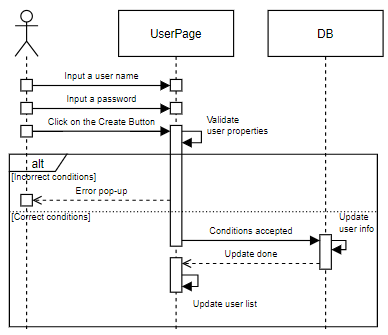 UserPage
DB
Input a user name
Input a password
Click on the Create Button
Validate
user properties
alt
[Incorrect conditions]
Error pop-up
[Correct conditions]
Update
user info
Conditions accepted
Update done
Update user list